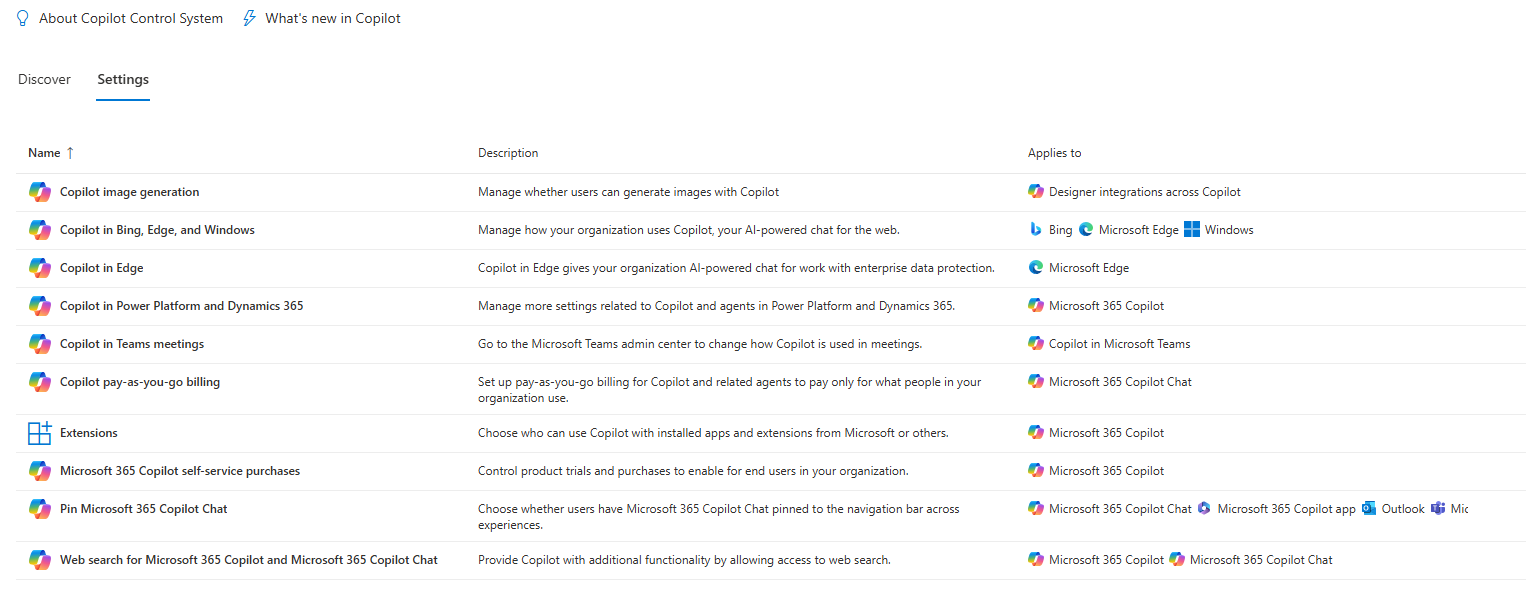 About Copilot Control System What's new in Copilot
Discover Settings
Name ↑ Description Applies to
Copilot image generation Manage whether users can generate images with Copilot Designer integrations across Copilot
Copilot in Bing, Edge, and Windows Manage how your organization uses Copilot, your AI-powered chat for the web. Bing Microsoft Edge Windows
Copilot in Edge Copilot in Edge gives your organization AI-powered chat for work with enterprise data protection. Microsoft Edge
Copilot in Power Platform and Dynamics 365 Manage more settings related to Copilot and agents in Power Platform and Dynamics 365. Microsoft 365 Copilot
Copilot in Teams meetings Go to the Microsoft Teams admin center to change how Copilot is used in meetings. Copilot in Microsoft Teams
Copilot pay-as-you-go billing Set up pay-as-you-go billing for Copilot and related agents to pay only for what people in your Microsoft 365 Copilot Chat
organization use.
Extensions Choose who can use Copilot with installed apps and extensions from Microsoft or others. Microsoft 365 Copilot
Microsoft 365 Copilot self-service purchases Control product trials and purchases to enable for end users in your organization. Microsoft 365 Copilot
Pin Microsoft 365 Copilot Chat Choose whether users have Microsoft 365 Copilot Chat pinned to the navigation bar across Microsoft 365 Copilot Chat Microsoft 365 Copilot app Outlook Mic
experiences.
Web search for Microsoft 365 Copilot and Microsoft 365 Copilot Chat Provide Copilot with additional functionality by allowing access to web search. Microsoft 365 Copilot Microsoft 365 Copilot Chat